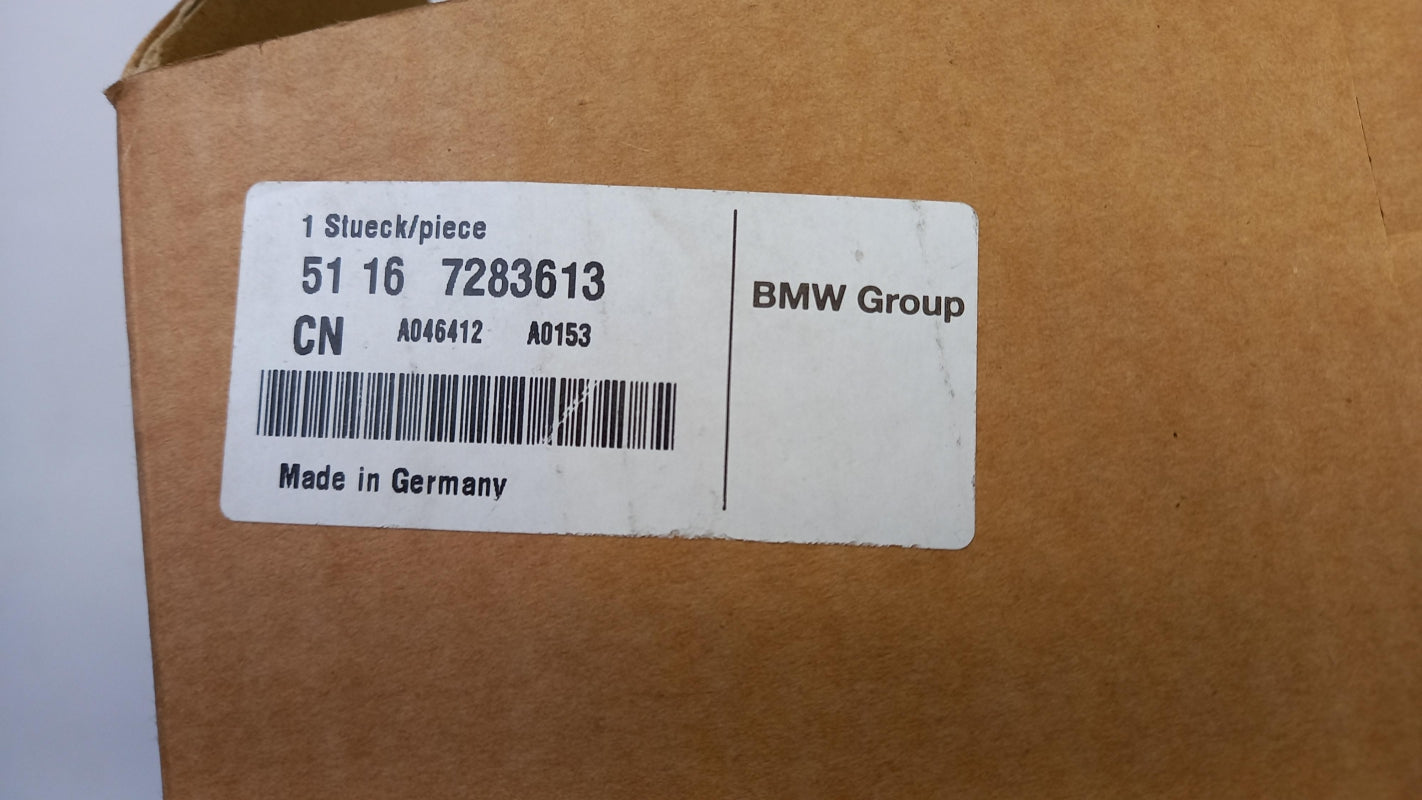 1 Stueck/piece
51 16 7283613
CN A046412 A0153
Made in Germany
BMW Group